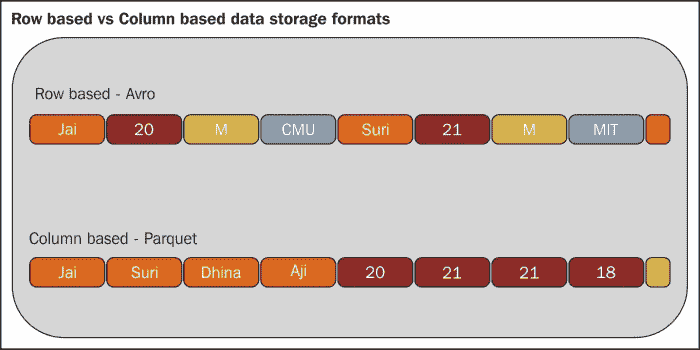 Row based vs Column based data storage formats
Row based - Avro
Jai 20 M CMU Suri 21 M MIT
Column based - Parquet
Jai Suri Dhina Aji 20 21 21 18